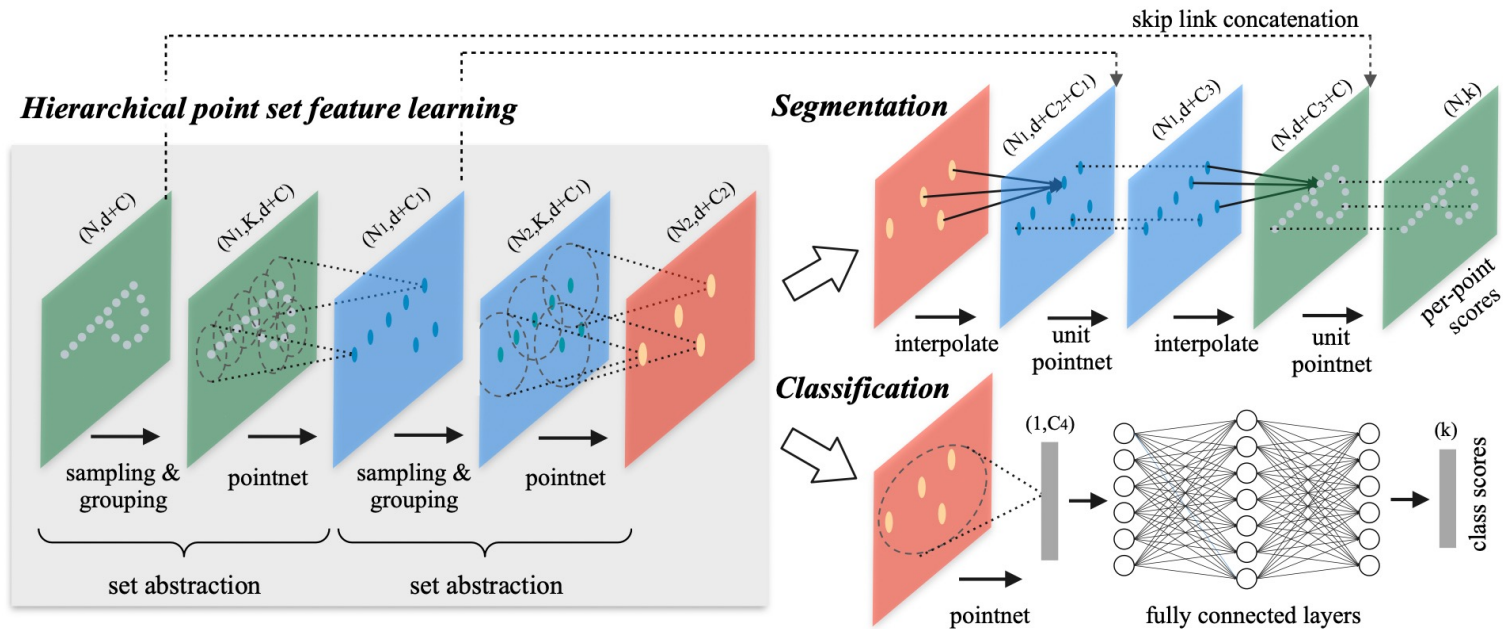 skip link concatenation
Hierarchical point set feature learning
(N,d+C)
(N1,K,d+C)
(N1,d+C1)
(N2,K,d+C1)
(N2,d+C2)
sampling &
grouping
pointnet
sampling &
grouping
pointnet
set abstraction
set abstraction
Segmentation
(N1,d+C2+C1)
(N1,d+C3)
(N,d+C3+C)
(N,k)
interpolate
unit
pointnet
interpolate
unit
pointnet
per-point
scores
Classification
(1,C4)
(k)
class scores
pointnet
fully connected layers